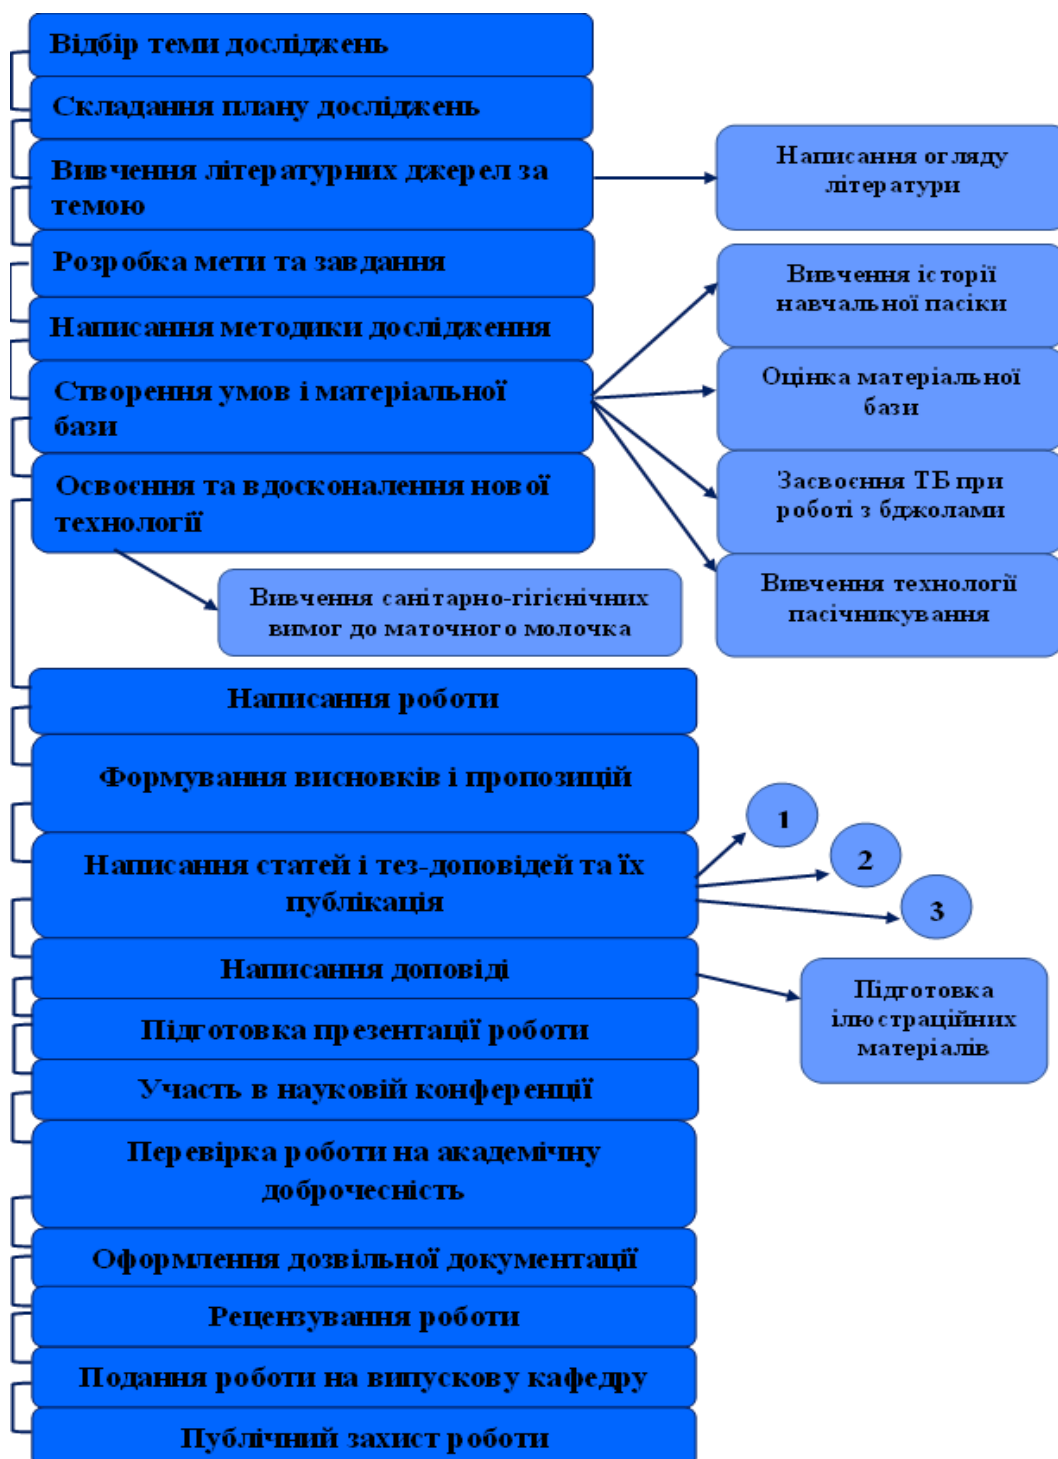 Відбір теми досліджень
Складання плану досліджень
Вивчення літературних джерел за
темою
Написання огляду
літератури
Розробка мети та завдання
Написання методики дослідження
Створення умов і матеріальної
бази
Вивчення історії
навчальної пасіки
Оцінка матеріальної
бази
Засвоєння ТБ при
роботі з бджолами
Вивчення технології
пасічникування
Освоєння та вдосконалення нової
технології
Вивчення санітарно-гігієнічних
вимог до маточного молочка
Написання роботи
Формування висновків і пропозицій
Написання статей і тез-доповідей та їх
публікація
1
2
3
Написання доповіді
Підготовка
ілюстраційних
матеріалів
Підготовка презентації роботи
Участь в науковій конференції
Перевірка роботи на академічну
доброчесність
Оформлення дозвільної документації
Рецензування роботи
Подання роботи на випускову кафедру
Публічний захист роботи